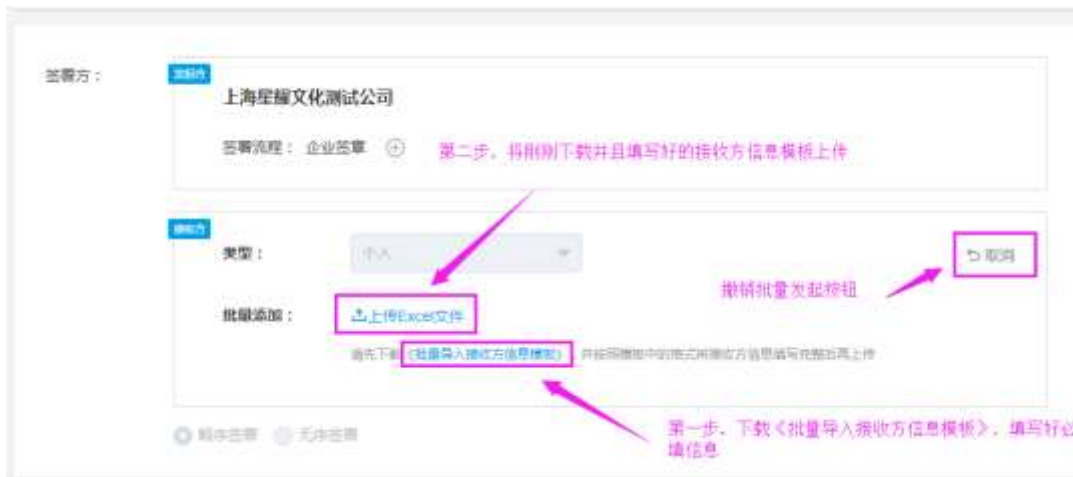 签署方：
发起方
上海星耀文化测试公司
签署流程： 企业签章
第二步、将刚刚下载并且填写好的接收方信息模板上传
接收方
类型：
个人
取消
撤销批量发起按钮
批量添加：
上传Excel文件
请先下载《批量导入接收方信息模板》，并按照模板中的格式将接收方信息填写完整后再上传
顺序签署 无序签署
第一步、下载《批量导入接收方信息模板》，填写好必
填信息